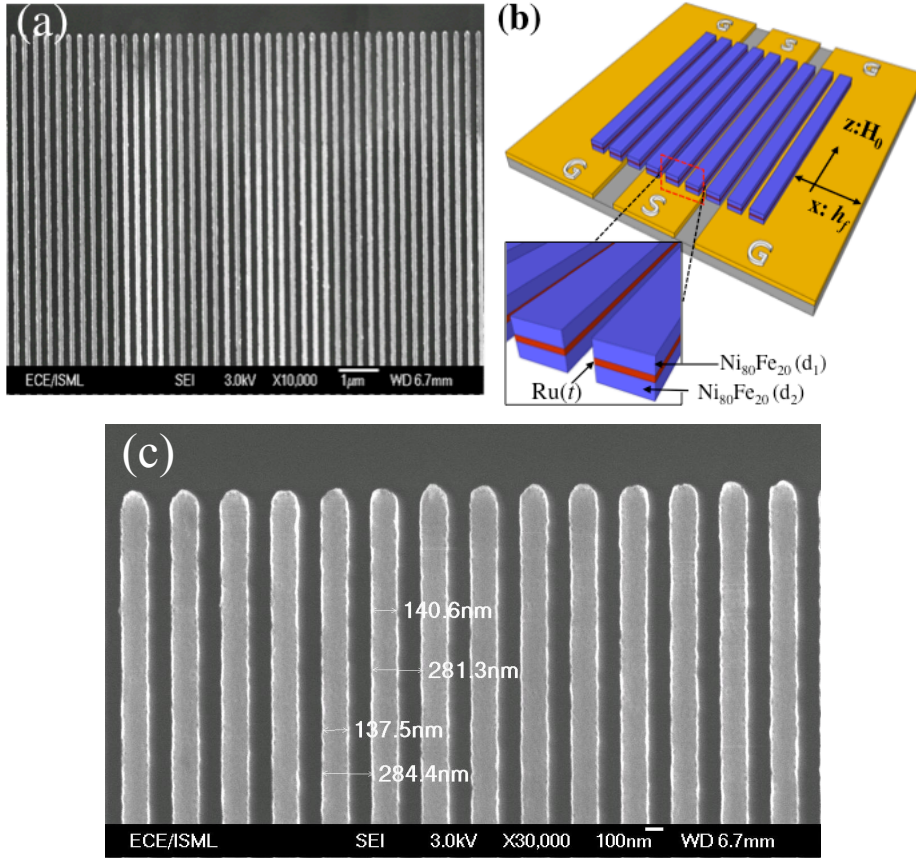 (a)
ECE/ISML SEI 3.0kV X10,000 1μm WD 6.7mm
(b)
G
S
G
z:H₀
x: h_f
G
S
G
Ni₈₀Fe₂₀ (d₁)
Ru(t)
Ni₈₀Fe₂₀ (d₂)
(c)
140.6nm
281.3nm
137.5nm
284.4nm
ECE/ISML SEI 3.0kV X30,000 100nm WD 6.7mm